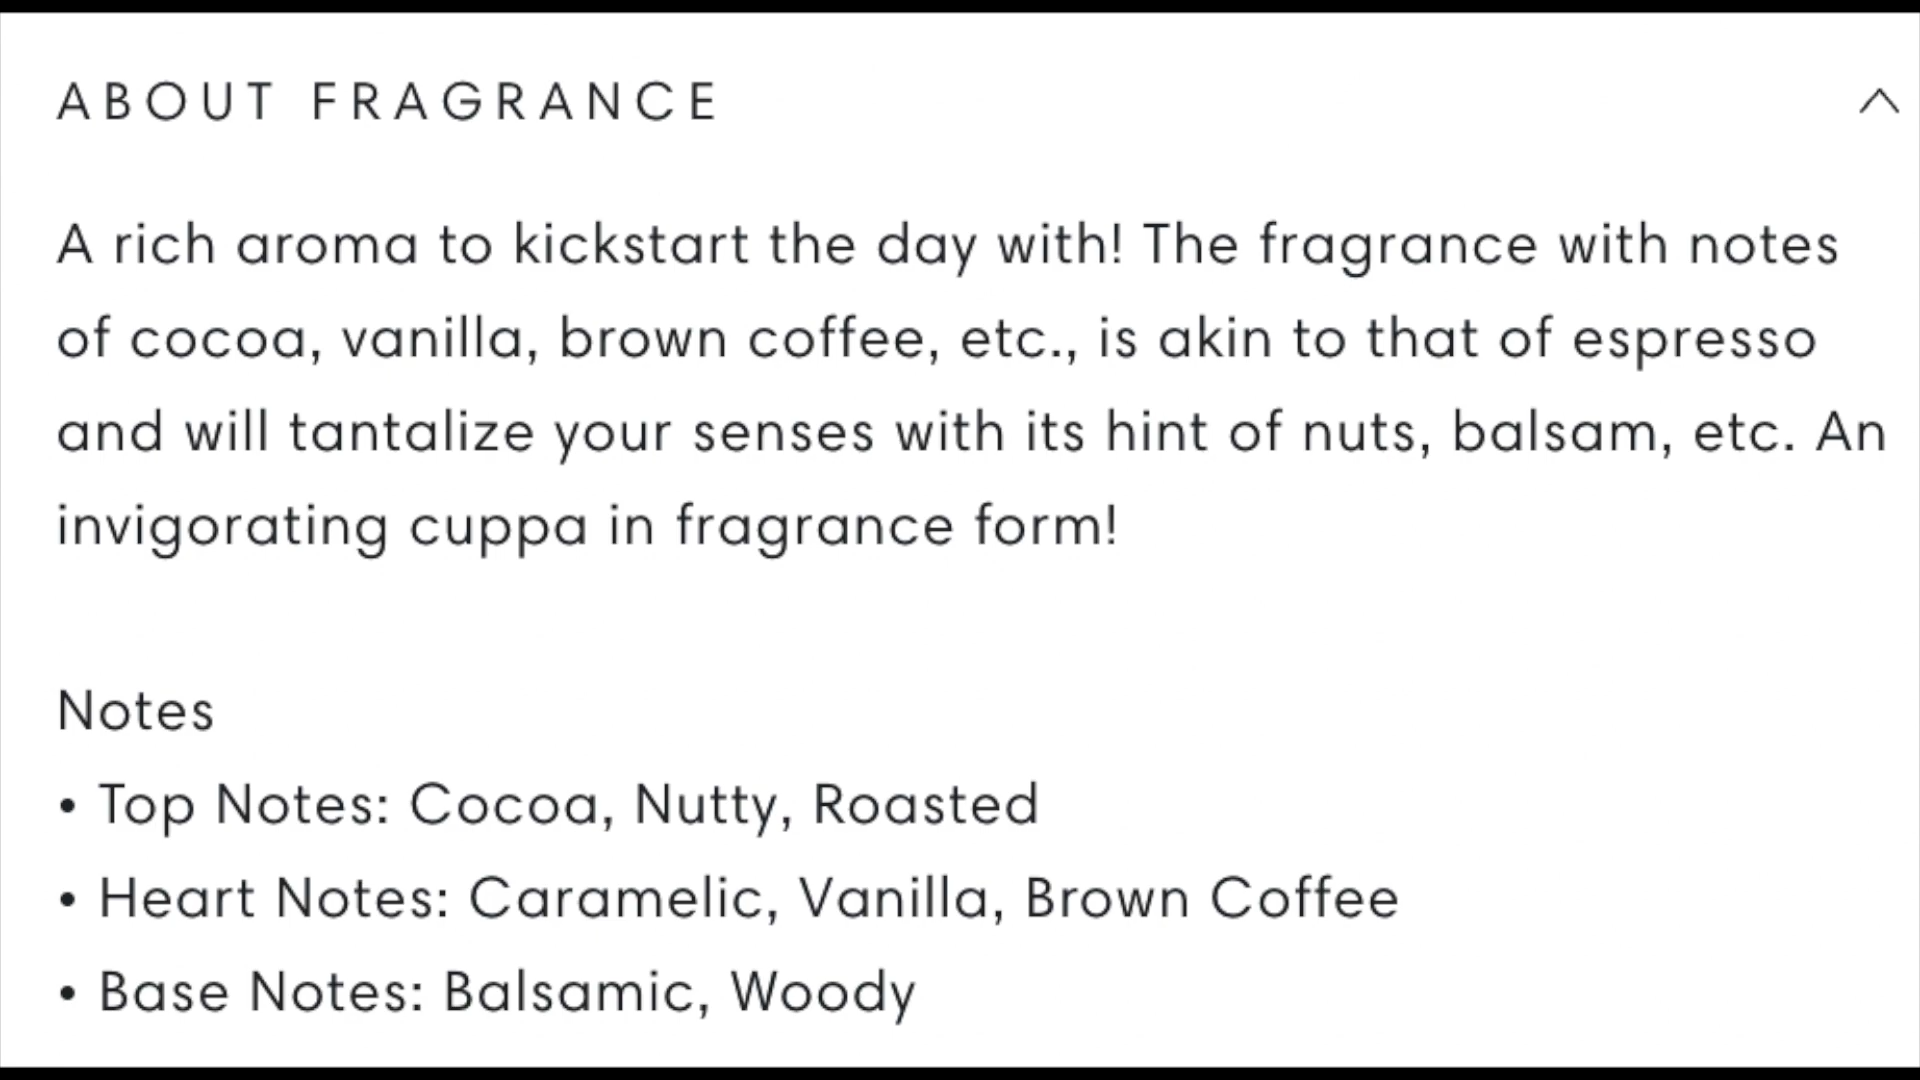 ABOUT FRAGRANCE
A rich aroma to kickstart the day with! The fragrance with notes
of cocoa, vanilla, brown coffee, etc., is akin to that of espresso
and will tantalize your senses with its hint of nuts, balsam, etc. An
invigorating cuppa in fragrance form!
Notes
• Top Notes: Cocoa, Nutty, Roasted
• Heart Notes: Caramelic, Vanilla, Brown Coffee
• Base Notes: Balsamic, Woody